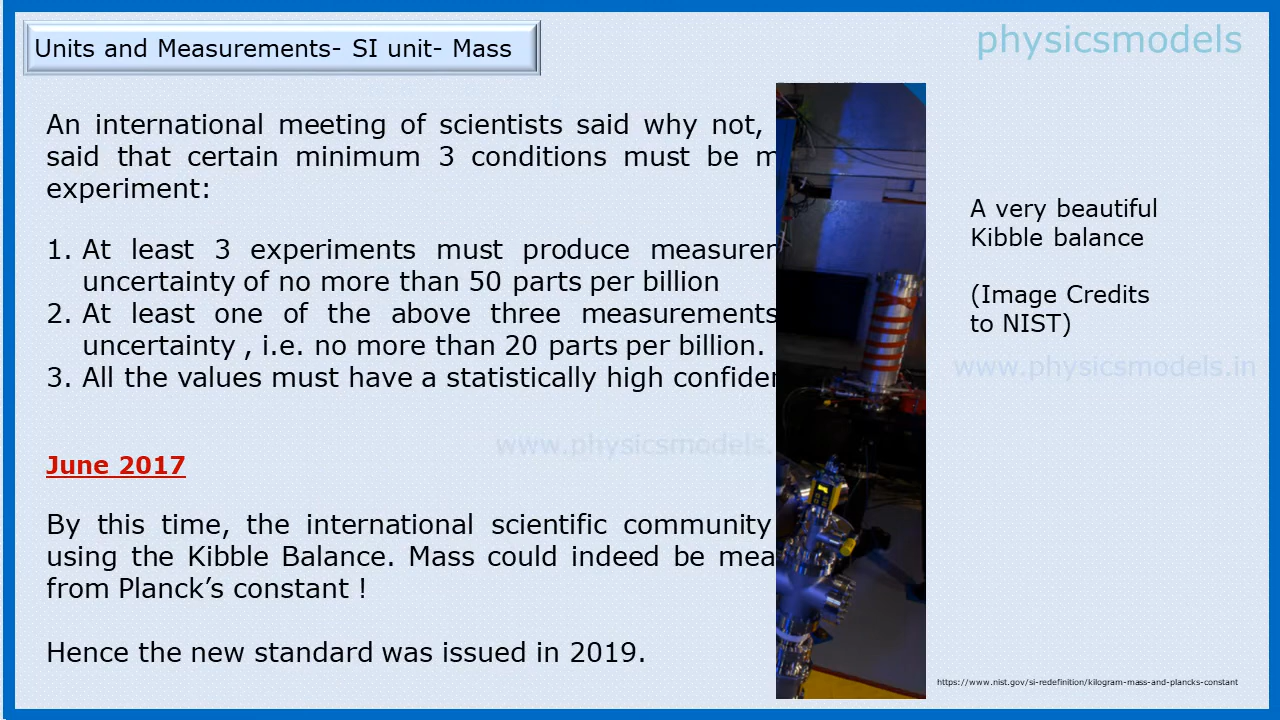 Units and Measurements- SI unit- Mass
physicsmodels
An international meeting of scientists said why not,
said that certain minimum 3 conditions must be
experiment:
1. At least 3 experiments must produce
uncertainty of no more than 50 parts per billion
2. At least one of the above three measurements
uncertainty , i.e. no more than 20 parts per billion.
3. All the values must have a statistically high
www.physicsmodels.
June 2017
By this time, the international scientific community
using the Kibble Balance. Mass could indeed be
from Planck’s constant !
Hence the new standard was issued in 2019.
A very beautiful
Kibble balance
(Image Credits
to NIST)
www.physicsmodels.in
https://www.nist.gov/si-redefinition/kilogram-mass-and-plancks-constant